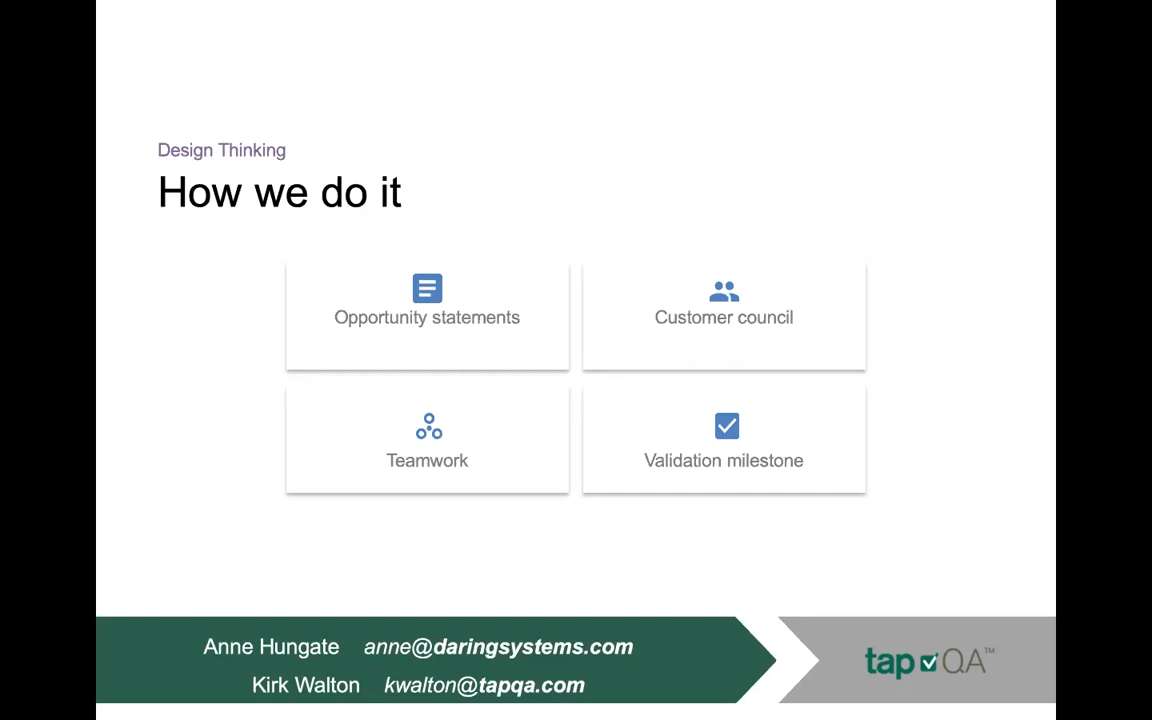 Design Thinking
How we do it
Opportunity statements
Customer council
Teamwork
Validation milestone
Anne Hungate anne@daringsystems.com
Kirk Walton kwalton@tapqa.com
tap QA™